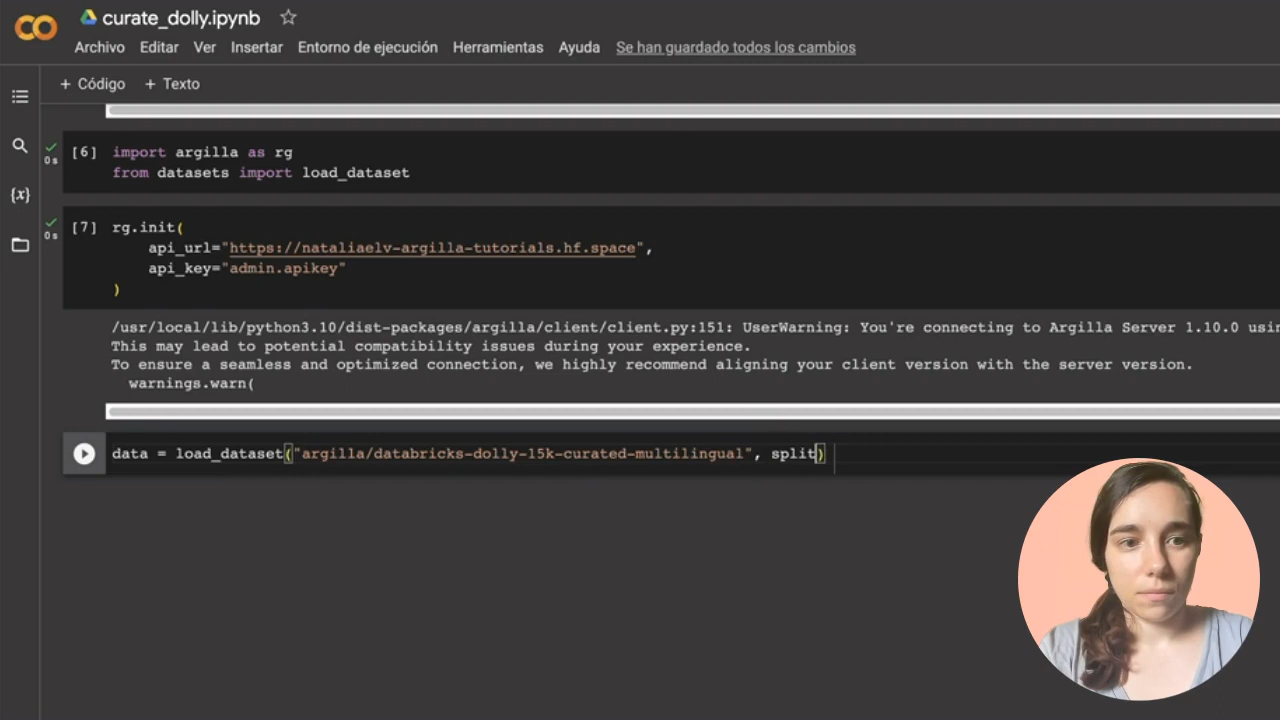 curate_dolly.ipynb
Archivo Editar Ver Insertar Entorno de ejecución Herramientas Ayuda Se han guardado todos los cambios
+ Código + Texto
[6] import argilla as rg
0 s
from datasets import load_dataset
{x}
[7] rg.init(
0 s
api_url="https://nataliaelv-argilla-tutorials.hf.space",
api_key="admin.apikey"
)
/usr/local/lib/python3.10/dist-packages/argilla/client/client.py:151: UserWarning: You're connecting to Argilla Server 1.10.0 usin
This may lead to potential compatibility issues during your experience.
To ensure a seamless and optimized connection, we highly recommend aligning your client version with the server version.
warnings.warn(
data = load_dataset("argilla/databricks-dolly-15k-curated-multilingual", split)